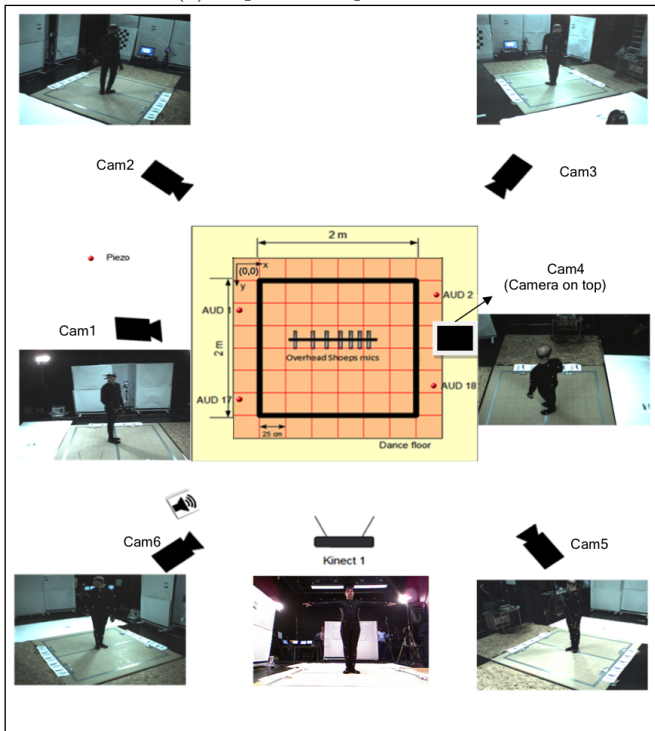 Cam2
Cam3
2 m
Piezo
(0,0)
x
y
Cam4
(Camera on top)
AUD 2
AUD 1
Cam1
2 m
Overhead Shoeps mics
AUD 18
AUD 17
25 cm
Dance floor
Cam6
Cam5
Kinect 1